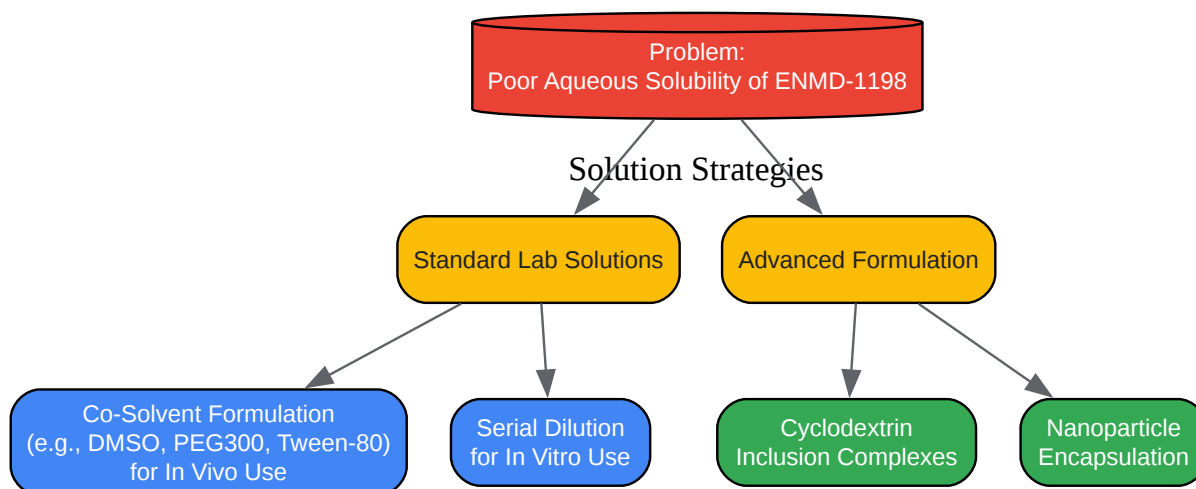 Problem:
Poor Aqueous Solubility of ENMD-1198
Solution Strategies
Standard Lab Solutions
Advanced Formulation
Co-Solvent Formulation
(e.g., DMSO, PEG300, Tween-80)
for In Vivo Use
Serial Dilution
for In Vitro Use
Cyclodextrin
Inclusion Complexes
Nanoparticle
Encapsulation